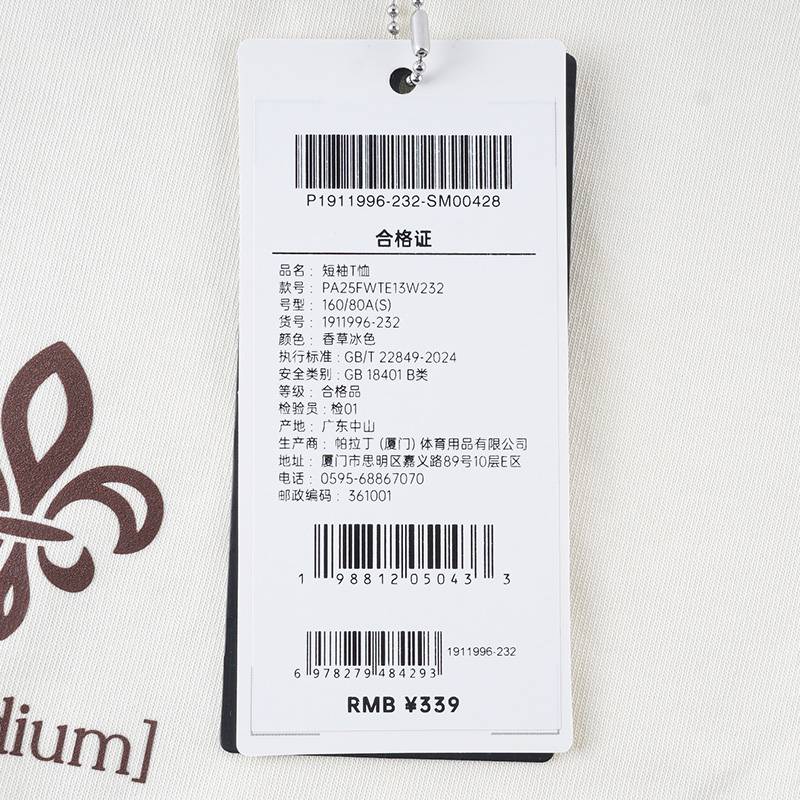 P1911996-232-SM00428
合格证
品名：短袖T恤
款号：PA25FWTE13W232
号型：160/80A(S)
货号：1911996-232
颜色：香草冰色
执行标准：GB/T 22849-2024
安全类别：GB 18401 B类
等级：合格品
检验员：检01
产地：广东中山
生产商：帕拉丁（厦门）体育用品有限公司
地址：厦门市思明区嘉义路89号10层E区
电话：0595-68867070
邮政编码：361001
1 98812 05043 3
1911996-232
6 978279 484293
RMB ¥339
dium]